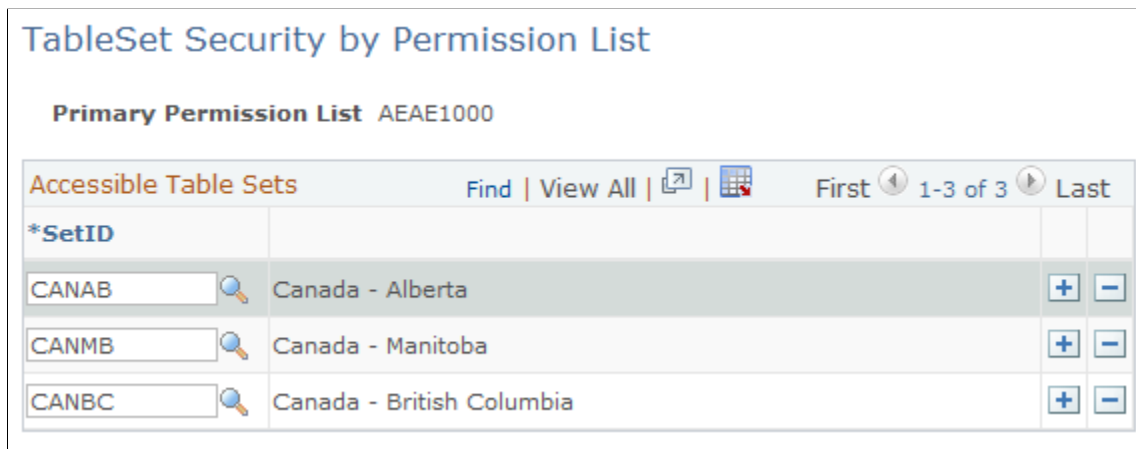 TableSet Security by Permission List
Primary Permission List AEAE1000
Accessible Table Sets Find | View All | | First 1-3 of 3 Last
*SetID
CANAB Canada - Alberta
CANMB Canada - Manitoba
CANBC Canada - British Columbia